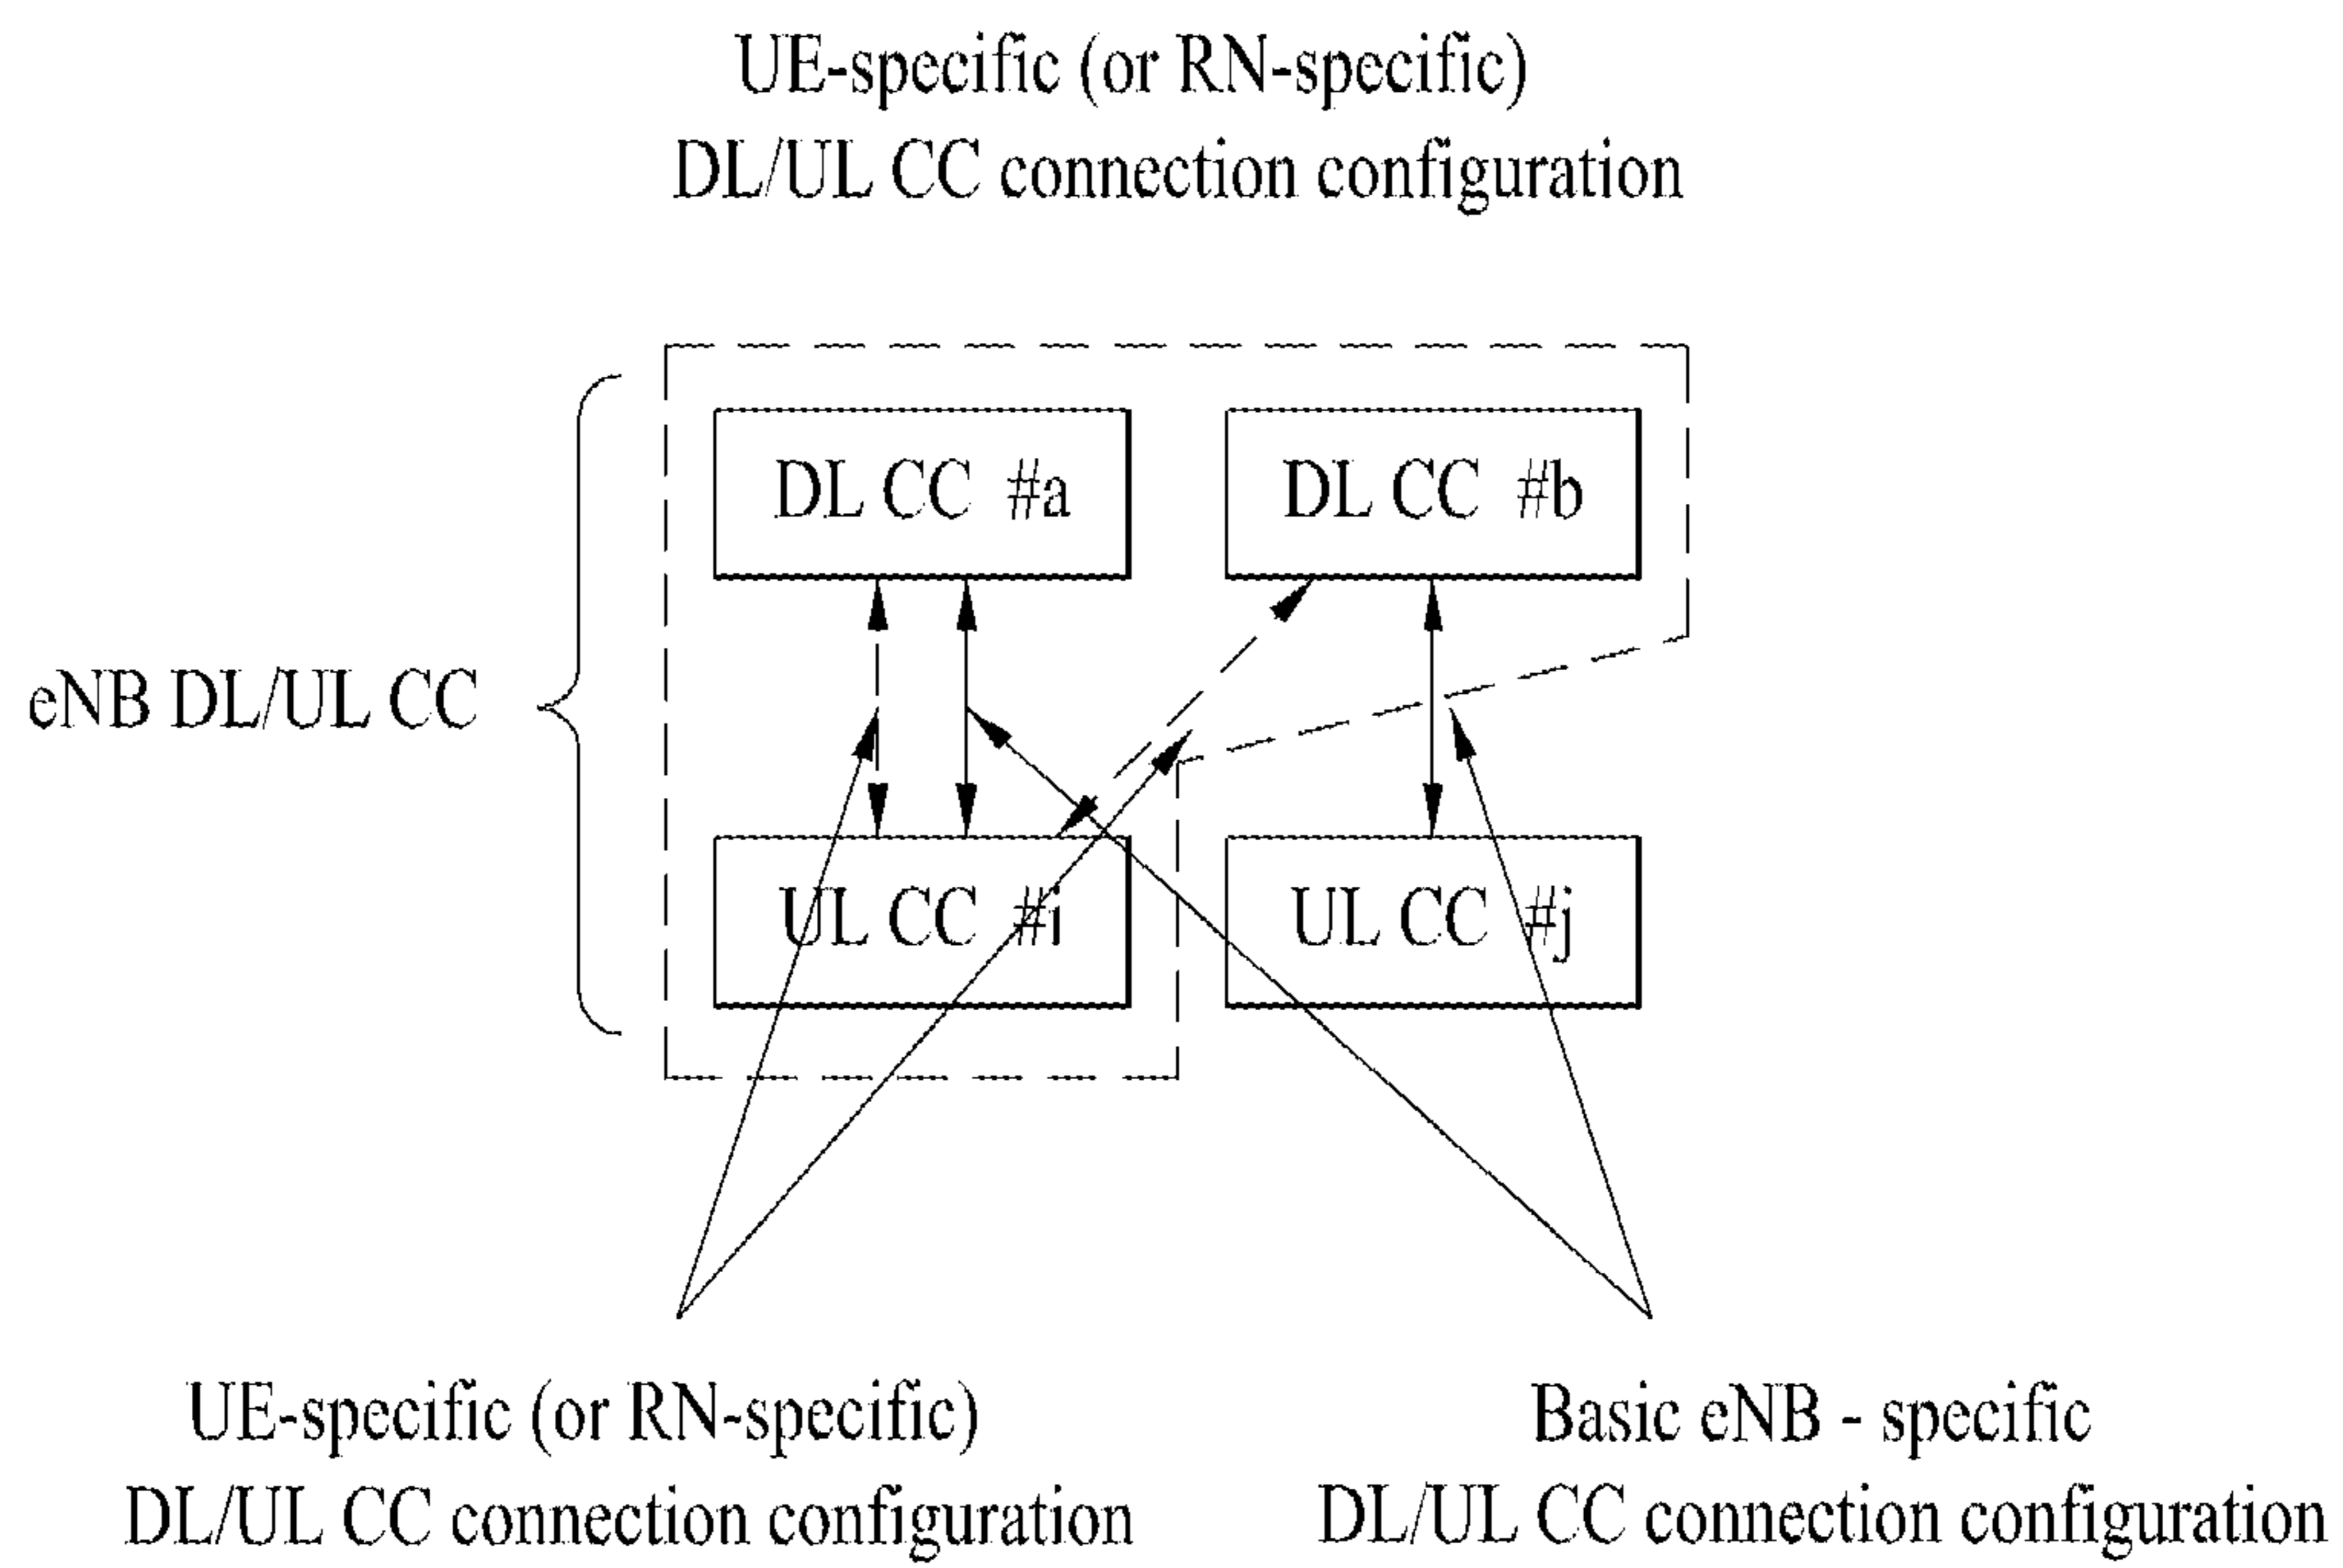 UE-specific (or RN-specific)
DL/UL CC connection configuration
DL CC #a
DL CC #b
eNB DL/UL CC
UL CC #i
UL CC #j
UE-specific (or RN-specific)
DL/UL CC connection configuration
Basic eNB - specific
DL/UL CC connection configuration